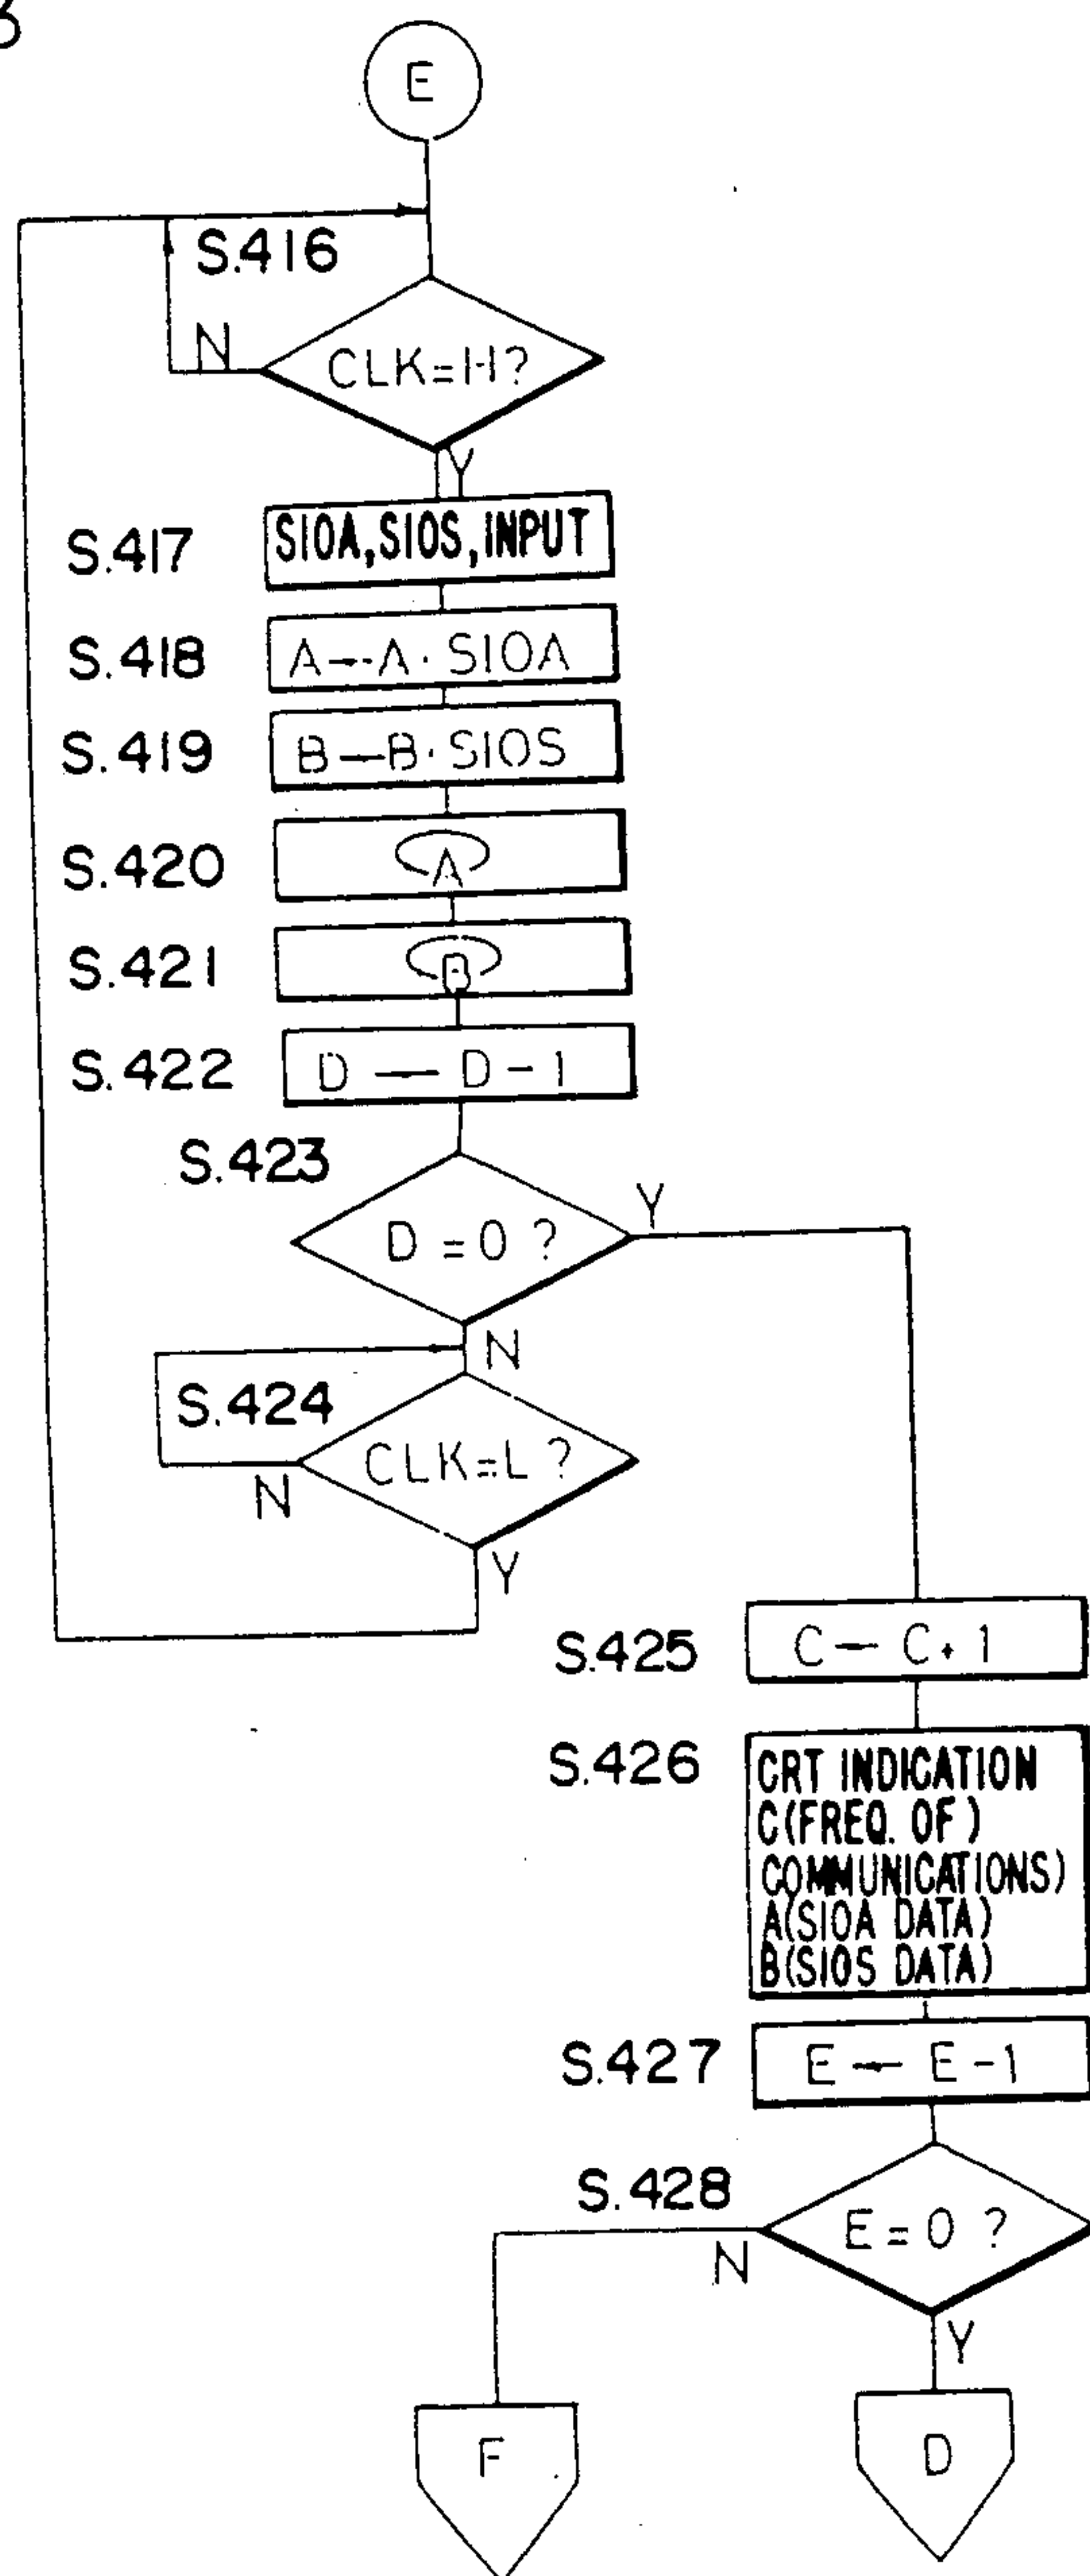 E
S.416
N
CLK=H?
Y
S.417
SIOA,SIOS,INPUT
S.418
A←A·SIOA
S.419
B←B·SIOS
S.420
A
S.421
B
S.422
D ← D-1
S.423
D=0 ?
Y
N
S.424
CLK=L ?
N
Y
S.425
C← C+1
S.426
CRT INDICATION
C(FREQ. OF )
COMMUNICATIONS)
A(SIOA DATA)
B(SIOS DATA)
S.427
E ← E-1
S.428
E=0 ?
N
Y
F
D